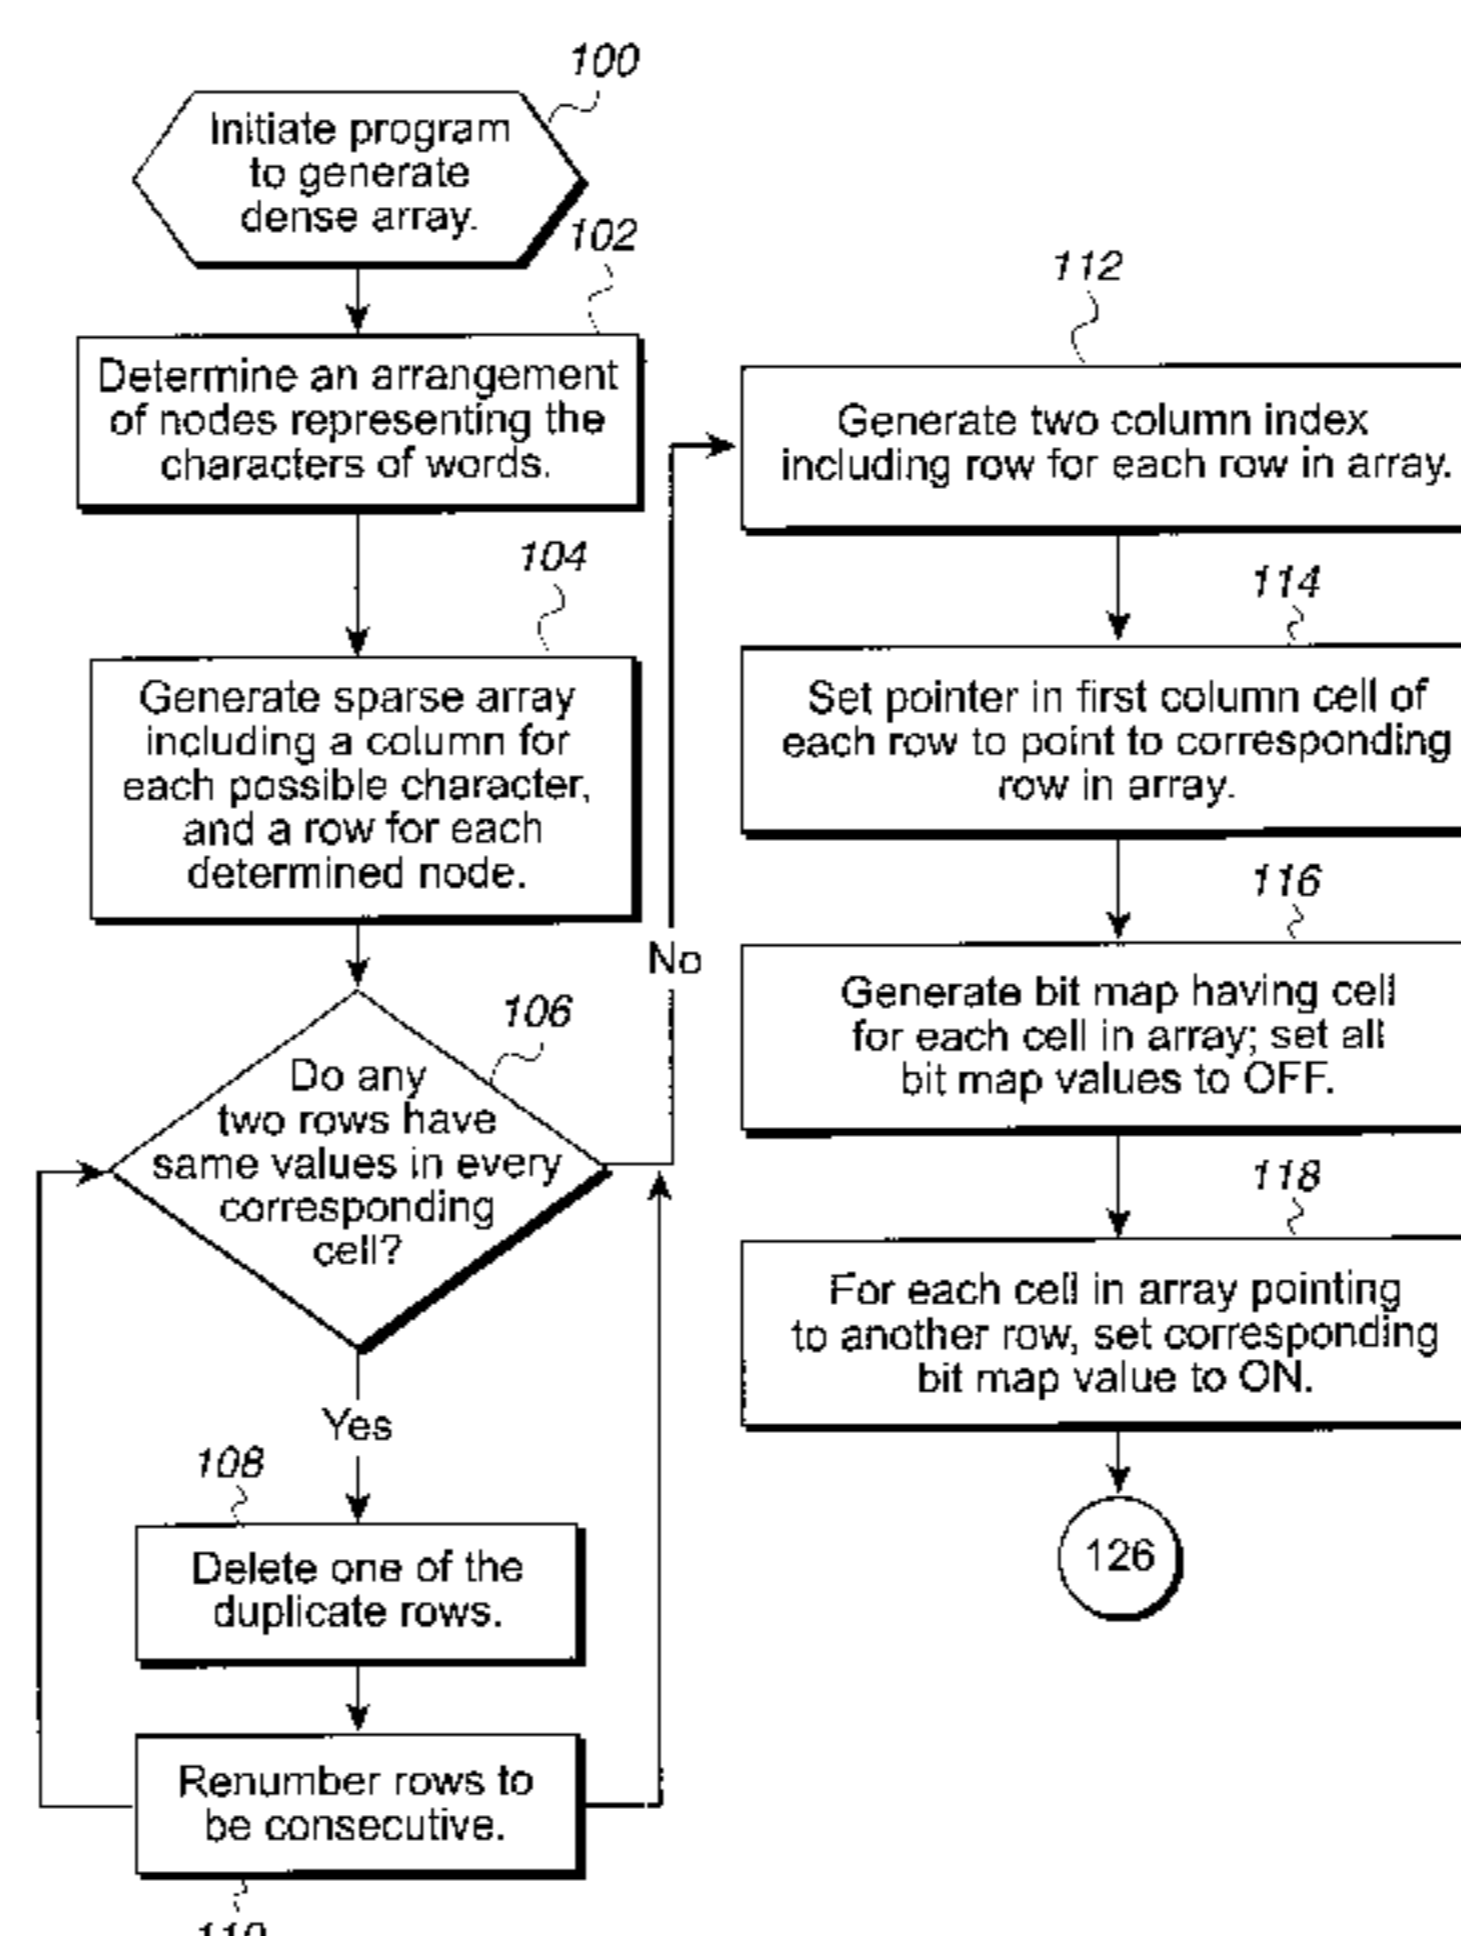 100
Initiate program
to generate
dense array.
102
Determine an arrangement
of nodes representing the
characters of words.
104
Generate sparse array
including a column for
each possible character,
and a row for each
determined node.
106
Do any
two rows have
same values in every
corresponding
cell?
Yes
No
108
Delete one of the
duplicate rows.
Renumber rows to
be consecutive.
112
Generate two column index
including row for each row in array.
114
Set pointer in first column cell of
each row to point to corresponding
row in array.
116
Generate bit map having cell
for each cell in array; set all
bit map values to OFF.
118
For each cell in array pointing
to another row, set corresponding
bit map value to ON.
126